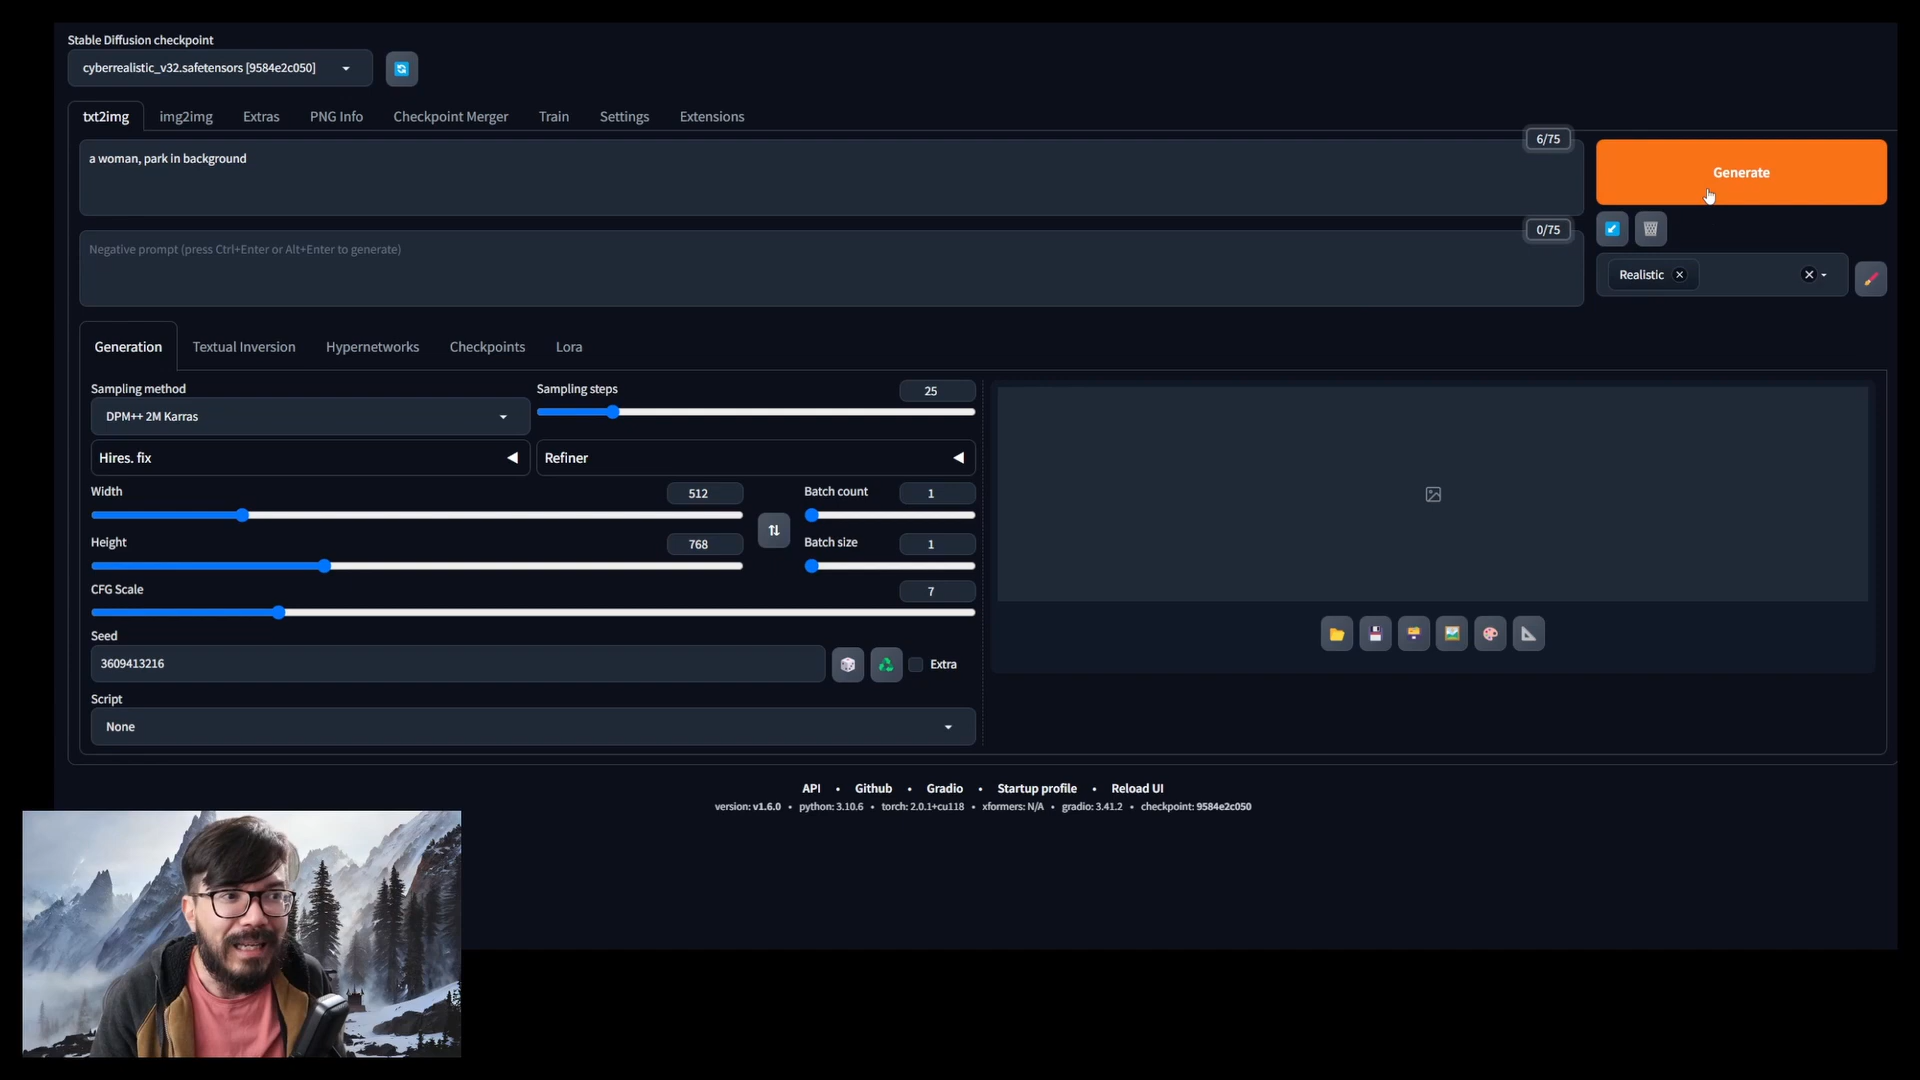 Stable Diffusion checkpoint
cyberrealistic_v32.safetensors [9584e2c050]
txt2img img2img Extras PNG Info Checkpoint Merger Train Settings Extensions
6/75
a woman, park in background
Generate
0/75
Negative prompt (press Ctrl+Enter or Alt+Enter to generate)
Realistic
Generation Textual Inversion Hypernetworks Checkpoints Lora
Sampling method
DPM++ 2M Karras
Sampling steps
25
Hires. fix
Refiner
Width
512
Batch count
1
Height
768
Batch size
1
CFG Scale
7
Seed
3609413216
Extra
Script
None
API • Github • Gradio • Startup profile • Reload UI
version: v1.6.0 • python: 3.10.6 • torch: 2.0.1+cu118 • xformers: N/A • gradio: 3.41.2 • checkpoint: 9584e2c050